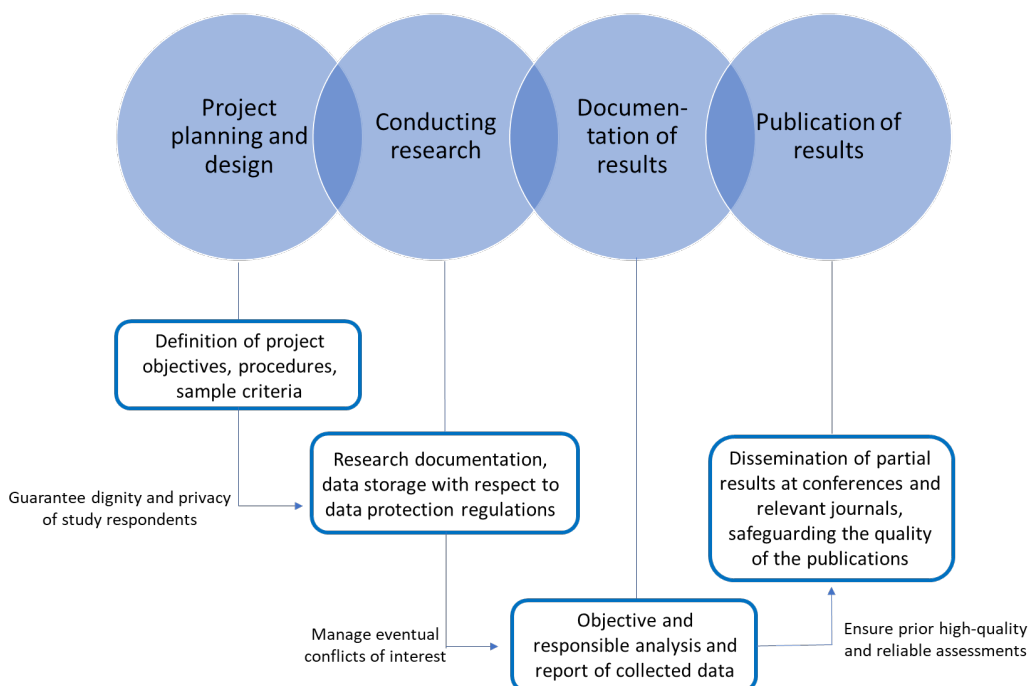 Project
planning and
design
Conducting
research
Documen-
tation of
results
Publication of
results
Definition of project
objectives, procedures,
sample criteria
Guarantee dignity and privacy
of study respondents
Research documentation,
data storage with respect to
data protection regulations
Dissemination of partial
results at conferences and
relevant journals,
safeguarding the quality
of the publications
Manage eventual
conflicts of interest
Objective and
responsible analysis and
report of collected data
Ensure prior high-quality
and reliable assessments